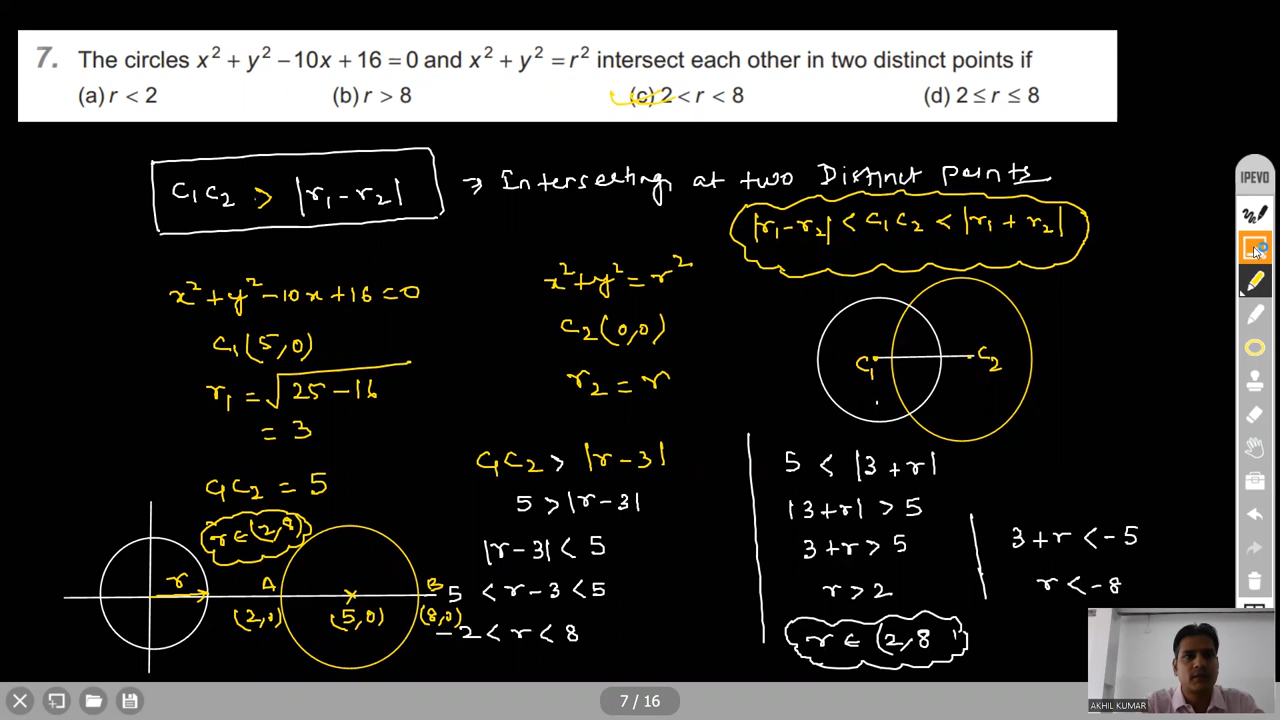 7. The circles x² + y² − 10x + 16 = 0 and x² + y² = r² intersect each other in two distinct points if
(a) r < 2 (b) r > 8 (c) 2 < r < 8 (d) 2 ≤ r ≤ 8
IPEVO
C₁C₂ > |r₁ - r₂| ⇒ Intersecting at two Distinct Points
|r₁ - r₂| < C₁C₂ < |r₁ + r₂|
x² + y² - 10x + 16 = 0
C₁(5,0)
r₁ = √25 - 16
= 3
C₁C₂ = 5
x² + y² = r²
C₂(0,0)
r₂ = r
C₁ C₂
C₁C₂ > |r - 3|
5 > |r - 3|
|r - 3| < 5
- 5 < r - 3 < 5
- 2 < r < 8
5 < |3 + r|
|3 + r| > 5
3 + r > 5
r > 2
r ∈ (2,8)
3 + r < - 5
r < - 8
r ∈ (2,8)
r A B
(2,0) (5,0) (8,0)
7 / 16
AKHIL KUMAR